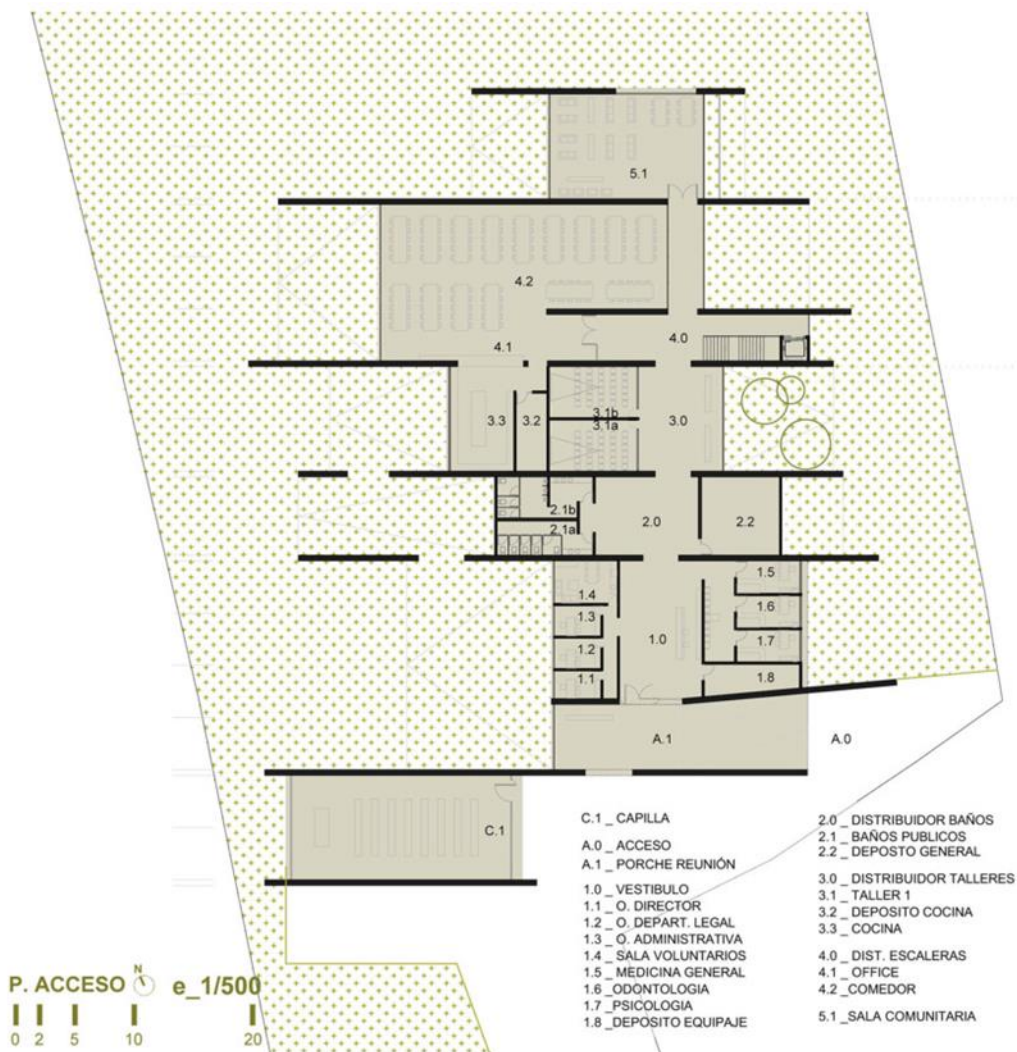 5.1
4.2
4.1
4.0
3.3
3.2
3.1b
3.1a
3.0
2.1b
2.1a
2.0
2.2
1.4
1.3
1.2
1.1
1.0
1.5
1.6
1.7
1.8
A.1
A.0
C.1
C.1 _ CAPILLA
A.0 _ ACCESO
A.1 _ PORCHE REUNIÓN
1.0 _ VESTIBULO
1.1 _ O. DIRECTOR
1.2 _ O. DEPART. LEGAL
1.3 _ O. ADMINISTRATIVA
1.4 _ SALA VOLUNTARIOS
1.5 _ MEDICINA GENERAL
1.6 _ODONTOLOGIA
1.7 _PSICOLOGIA
1.8 _DEPOSITO EQUIPAJE
2.0 _ DISTRIBUIDOR BAÑOS
2.1 _ BAÑOS PUBLICOS
2.2 _ DEPOSTO GENERAL
3.0 _ DISTRIBUIDOR TALLERES
3.1 _ TALLER 1
3.2 _ DEPOSITO COCINA
3.3 _ COCINA
4.0 _ DIST. ESCALERAS
4.1 _ OFFICE
4.2 _COMEDOR
5.1 _SALA COMUNITARIA
P. ACCESO N e_1/500
0 2 5 10 20